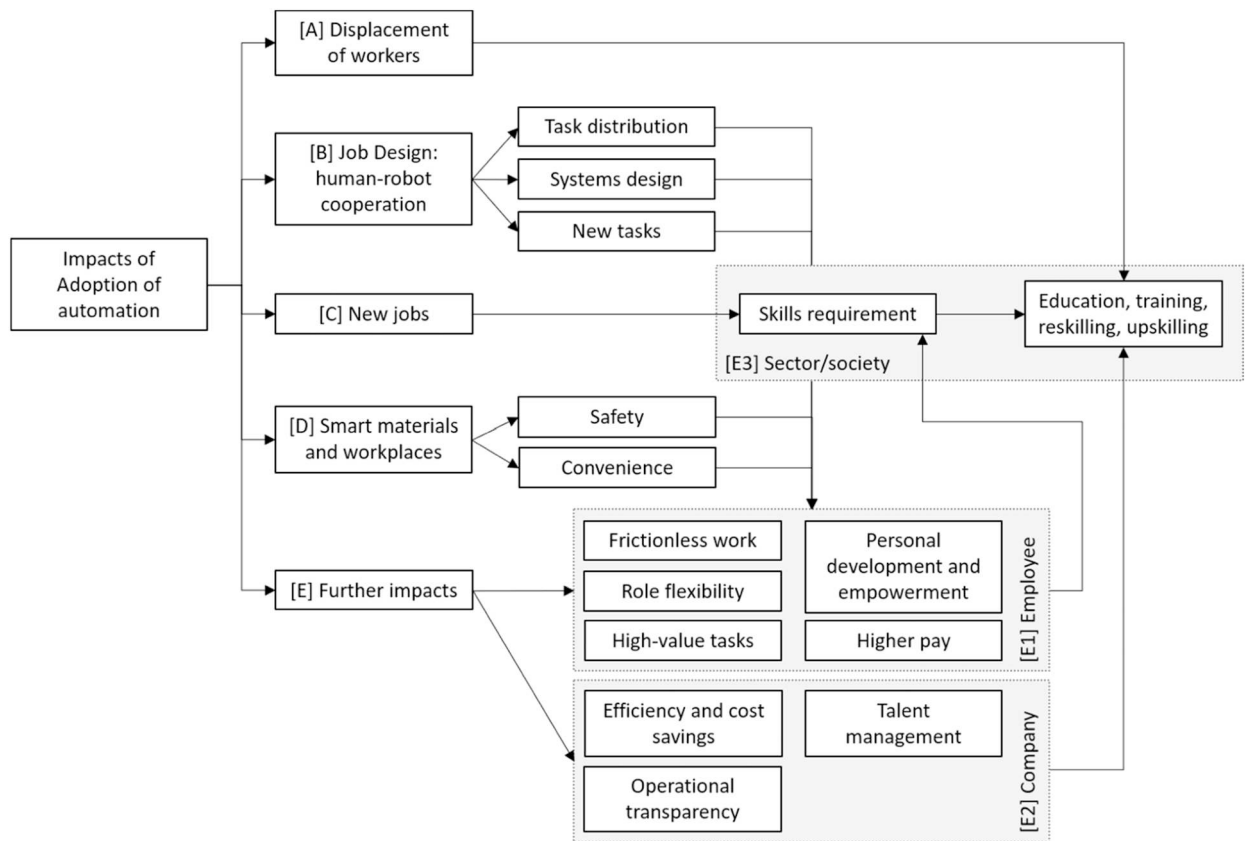 [A] Displacement
of workers
Task distribution
[B] Job Design:
human-robot
cooperation
Systems design
New tasks
Impacts of
Adoption of
automation
[C] New jobs
Skills requirement
Education, training,
reskilling, upskilling
[E3] Sector/society
[D] Smart materials
and workplaces
Safety
Convenience
[E] Further impacts
Frictionless work
Role flexibility
High-value tasks
Personal
development and
empowerment
Higher pay
[E1] Employee
Efficiency and cost
savings
Talent
management
Operational
transparency
[E2] Company